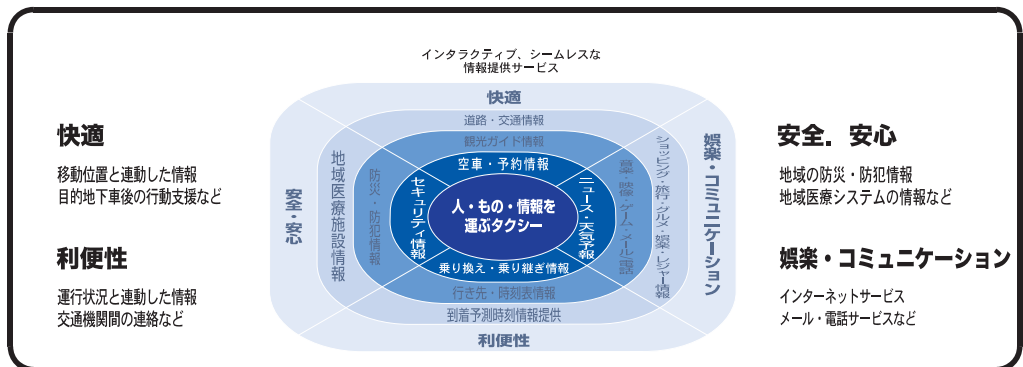 インタラクティブ、シームレスな
情報提供サービス
快適
移動位置と連動した情報
目的地下車後の行動支援など
利便性
運行状況と連動した情報
交通機関間の連絡など
快適
道路・交通情報
観光ガイド情報
空車・予約情報
安全・安心
地域医療施設情報
防災・防犯情報
セキュリティ情報
人・もの・情報を
運ぶタクシー
ニュース・天気予報
音楽・映像・ゲーム・メール・電話
ショッピング・旅行・グルメ・娯楽・レジャー情報
娯楽・コミュニケーション
乗り換え・乗り継ぎ情報
行き先・時刻表情報
到着予測時刻情報提供
利便性
安全．安心
地域の防災・防犯情報
地域医療システムの情報など
娯楽・コミュニケーション
インターネットサービス
メール・電話サービスなど